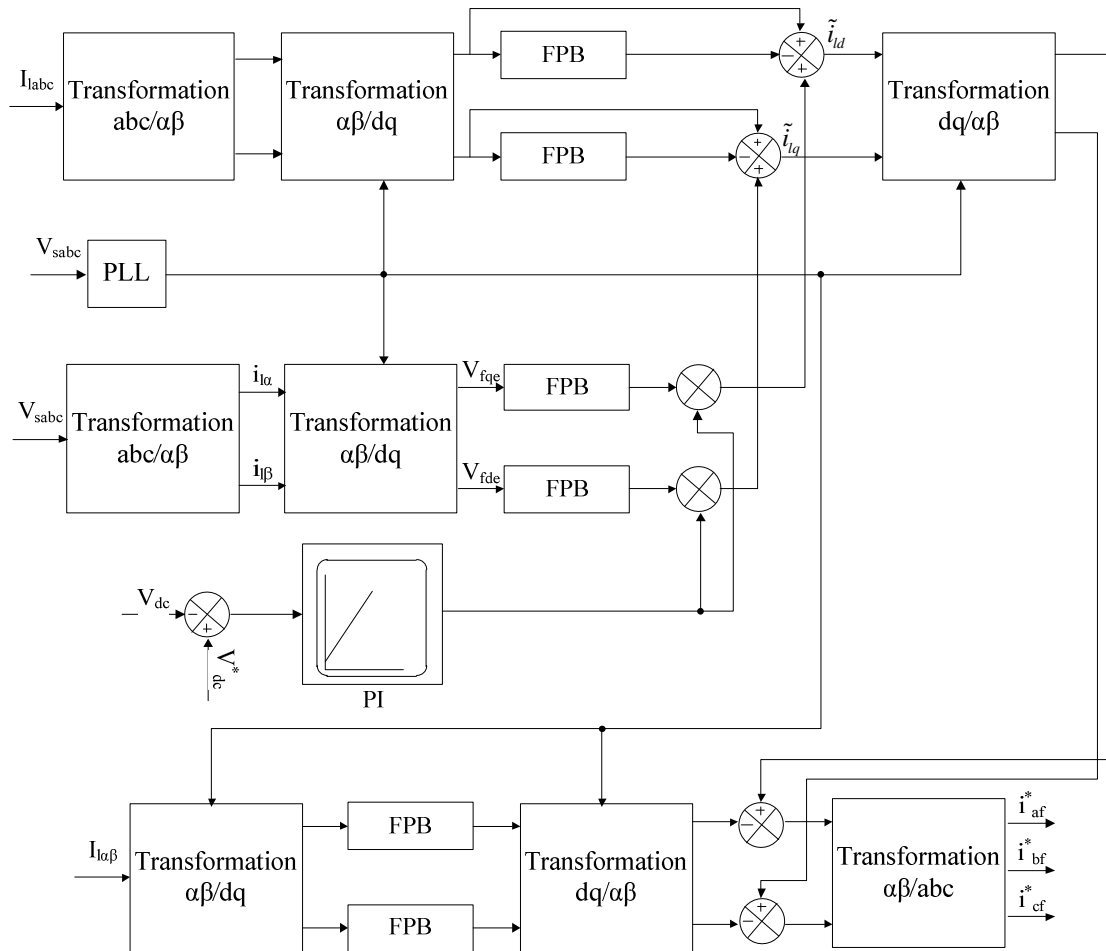 I_labc
Transformation
abc/αβ
Transformation
αβ/dq
FPB
FPB
+
-
+
ĩ_ld
+
-
+
ĩ_lq
Transformation
dq/αβ
V_sabc
PLL
V_sabc
Transformation
abc/αβ
i_lα
i_lβ
Transformation
αβ/dq
V_fqe
V_fde
FPB
FPB
V_dc
-
+
V*_dc
PI
I_lαβ
Transformation
αβ/dq
FPB
FPB
Transformation
dq/αβ
+
-
+
-
Transformation
αβ/abc
i*_af
i*_bf
i*_cf